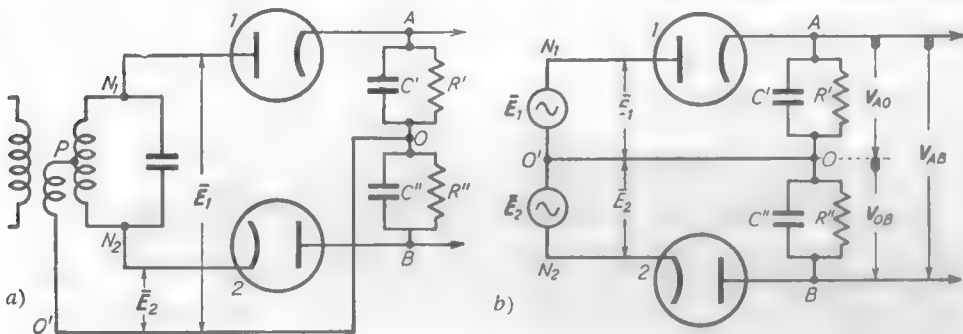 1
A
N1
C'
R'
P
Ē1
O
C"
R"
N2
2
B
Ē2
a)
O'
1
A
N1
C'
R'
VAO
Ē1
Ē1
O'
O
VAB
Ē2
Ē2
C"
R"
VOB
N2
2
B
b)